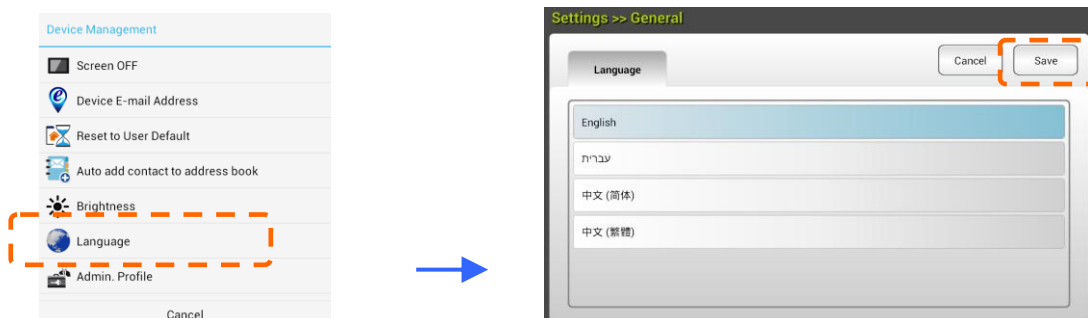 Device Management
Screen OFF
Device E-mail Address
Reset to User Default
Auto add contact to address book
Brightness
Language
Admin. Profile
Cancel
Settings >> General
Language
Cancel
Save
English
עברית
中文 (简体)
中文 (繁體)